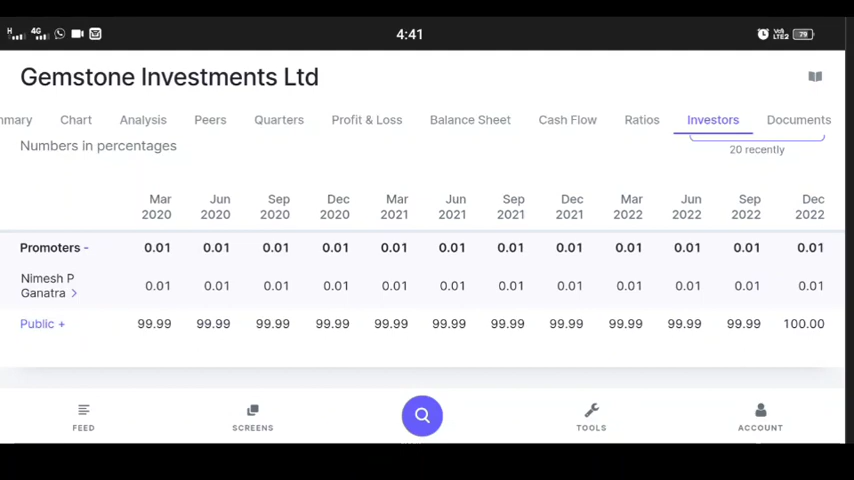 4G
4:41
79
Gemstone Investments Ltd
mmary Chart Analysis Peers Quarters Profit & Loss Balance Sheet Cash Flow Ratios Investors Documents
Numbers in percentages
20 recently
Mar 2020 Jun 2020 Sep 2020 Dec 2020 Mar 2021 Jun 2021 Sep 2021 Dec 2021 Mar 2022 Jun 2022 Sep 2022 Dec 2022
Promoters - 0.01 0.01 0.01 0.01 0.01 0.01 0.01 0.01 0.01 0.01 0.01 0.01
Nimesh P Ganatra > 0.01 0.01 0.01 0.01 0.01 0.01 0.01 0.01 0.01 0.01 0.01 0.01
Public + 99.99 99.99 99.99 99.99 99.99 99.99 99.99 99.99 99.99 99.99 99.99 100.00
FEED SCREENS TOOLS ACCOUNT